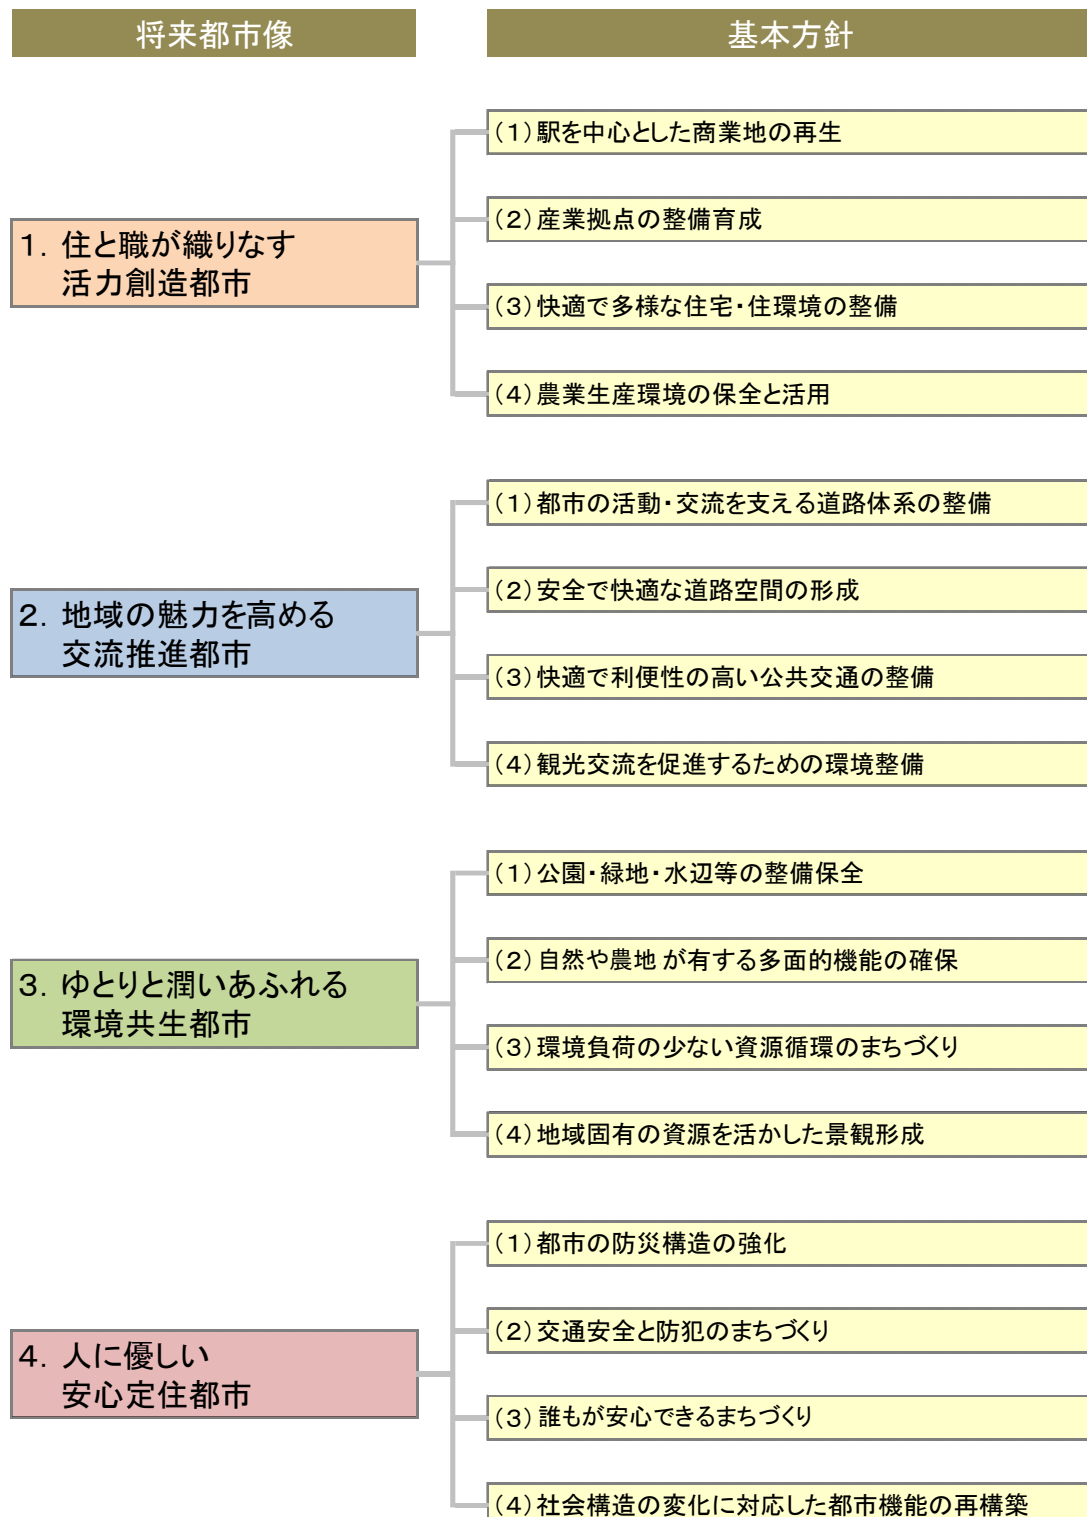 将来都市像
基本方針
1. 住と職が織りなす
活力創造都市
(1)駅を中心とした商業地の再生
(2)産業拠点の整備育成
(3)快適で多様な住宅・住環境の整備
(4)農業生産環境の保全と活用
2. 地域の魅力を高める
交流推進都市
(1)都市の活動・交流を支える道路体系の整備
(2)安全で快適な道路空間の形成
(3)快適で利便性の高い公共交通の整備
(4)観光交流を促進するための環境整備
3. ゆとりと潤いあふれる
環境共生都市
(1)公園・緑地・水辺等の整備保全
(2)自然や農地が有する多面的機能の確保
(3)環境負荷の少ない資源循環のまちづくり
(4)地域固有の資源を活かした景観形成
4. 人に優しい
安心定住都市
(1)都市の防災構造の強化
(2)交通安全と防犯のまちづくり
(3)誰もが安心できるまちづくり
(4)社会構造の変化に対応した都市機能の再構築